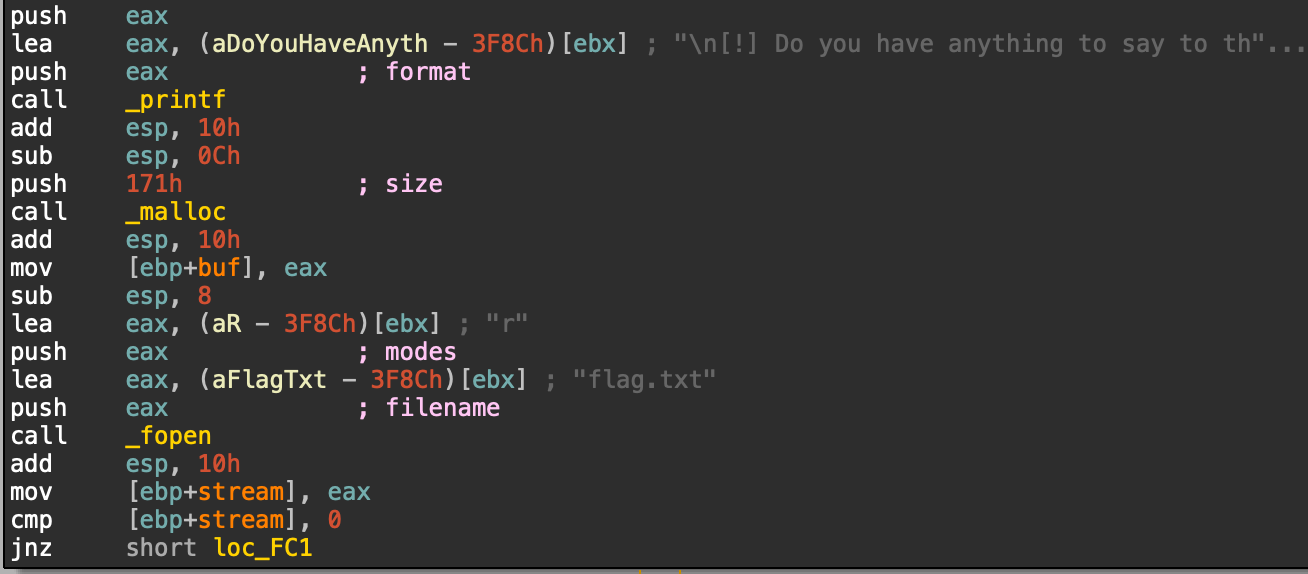 push eax
lea eax, (aDoYouHaveAnyth - 3F8Ch)[ebx] ; "\n[!] Do you have anything to say to th"...
push eax ; format
call _printf
add esp, 10h
sub esp, 0Ch
push 171h ; size
call _malloc
add esp, 10h
mov [ebp+buf], eax
sub esp, 8
lea eax, (aR - 3F8Ch)[ebx] ; "r"
push eax ; modes
lea eax, (aFlagTxt - 3F8Ch)[ebx] ; "flag.txt"
push eax ; filename
call _fopen
add esp, 10h
mov [ebp+stream], eax
cmp [ebp+stream], 0
jnz short loc_FC1